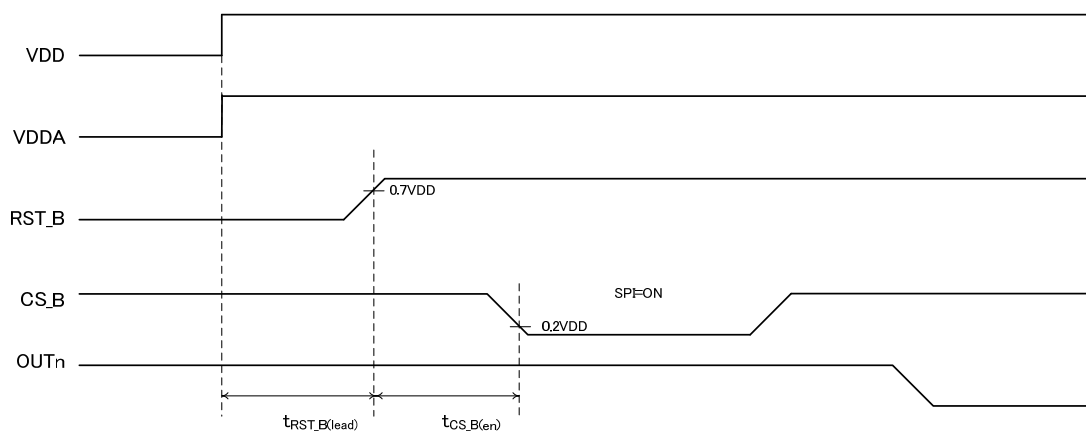 VDD
VDDA
RST_B
0.7VDD
CS_B
SPI=ON
0.2VDD
OUTn
tRST_B(lead)
tCS_B(en)